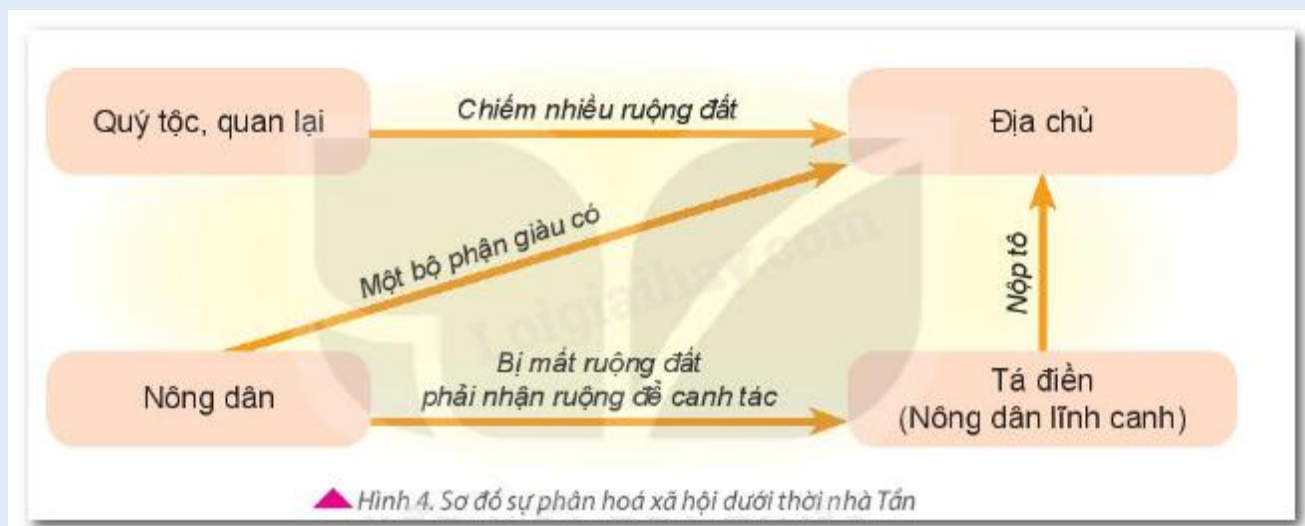 Quý tộc, quan lại
Chiếm nhiều ruộng đất
Địa chủ
Một bộ phận giàu có
Nộp tô
Nông dân
Bị mất ruộng đất
phải nhận ruộng để canh tác
Tá điền
(Nông dân lĩnh canh)
Loigiaihay.com
Hình 4. Sơ đồ sự phân hoá xã hội dưới thời nhà Tần